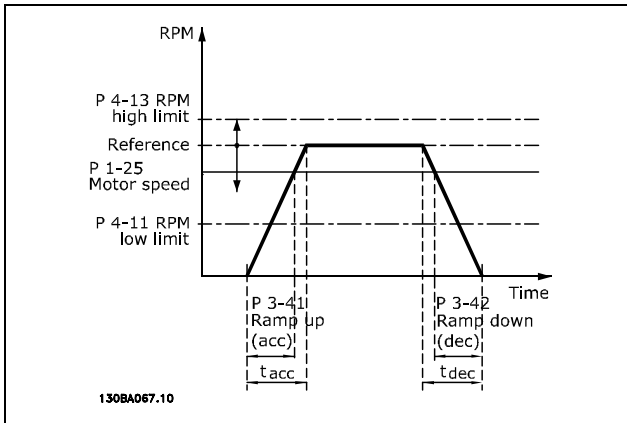 RPM
P 4-13 RPM
high limit
Reference
P 1-25
Motor speed
P 4-11 RPM
low limit
Time
P 3-41
Ramp up
(acc)
tacc
P 3-42
Ramp down
(dec)
tdec
130BA067.10